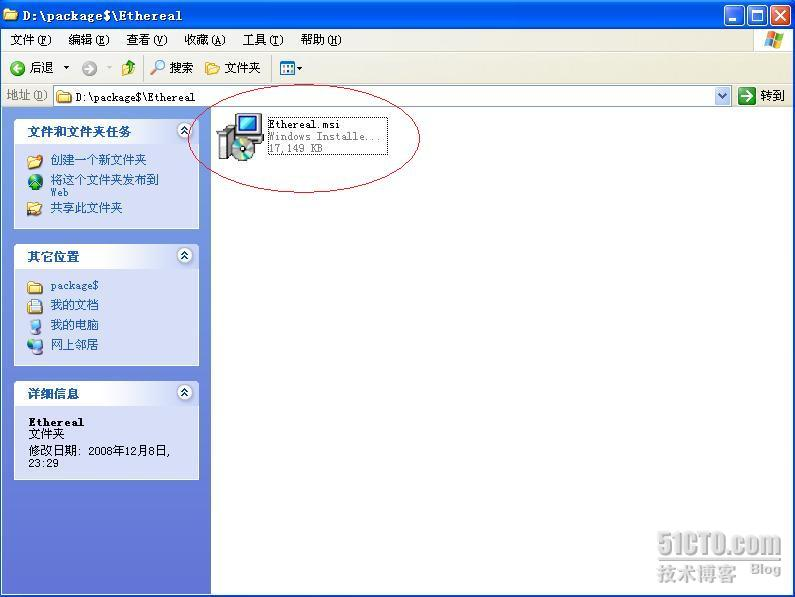 D:\package$\Ethereal
文件(F) 编辑(E) 查看(V) 收藏(A) 工具(T) 帮助(H)
后退 搜索 文件夹
地址(D) D:\package$\Ethereal 转到
文件和文件夹任务
创建一个新文件夹
将这个文件夹发布到
Web
共享此文件夹
其它位置
package$
我的文档
我的电脑
网上邻居
详细信息
Ethereal
文件夹
修改日期: 2008年12月8日,
23:29
Ethereal.msi
Windows Installe...
17,149 KB
51CTO.com
技术博客 Blog